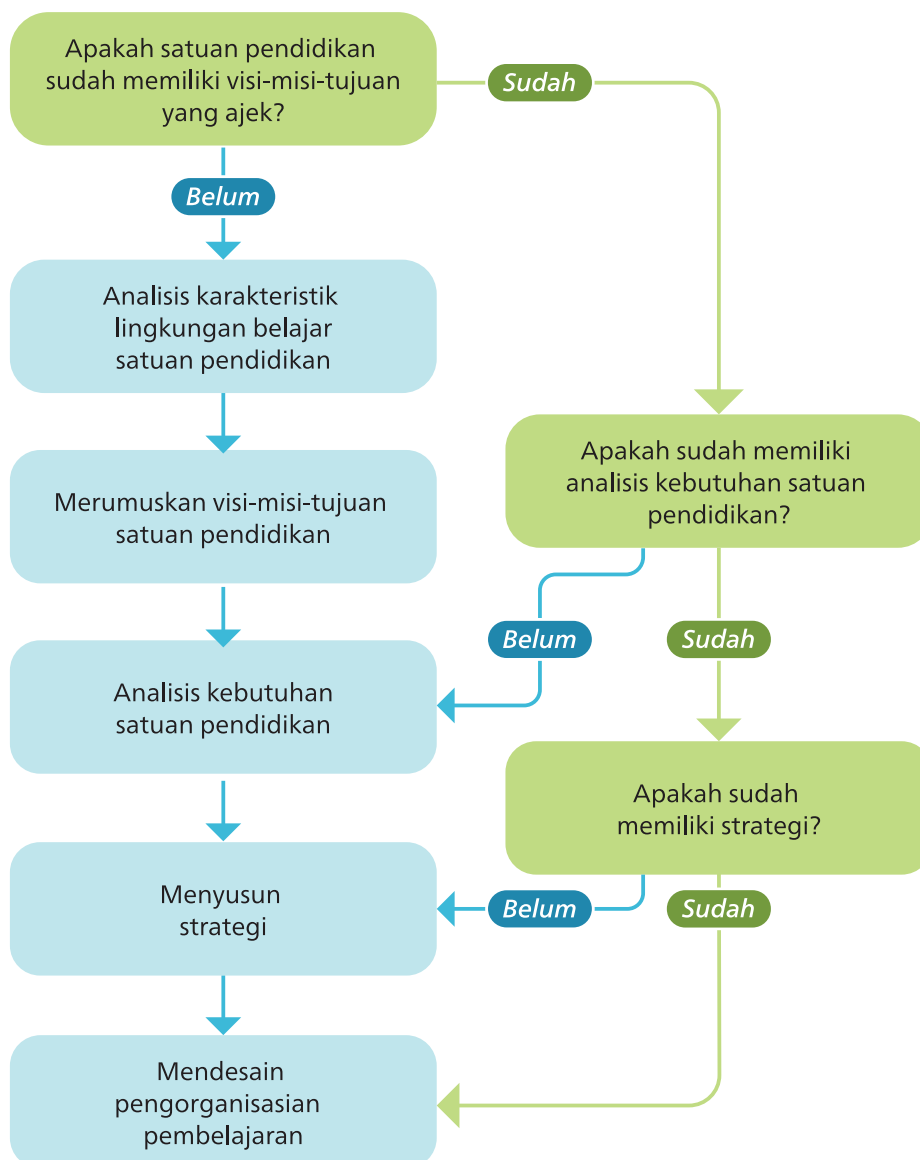 Apakah satuan pendidikan
sudah memiliki visi-misi-tujuan
yang ajek?
Sudah
Belum
Analisis karakteristik
lingkungan belajar
satuan pendidikan
Merumuskan visi-misi-tujuan
satuan pendidikan
Apakah sudah memiliki
analisis kebutuhan satuan
pendidikan?
Belum
Sudah
Analisis kebutuhan
satuan pendidikan
Apakah sudah
memiliki strategi?
Menyusun
strategi
Belum
Sudah
Mendesain
pengorganisasian
pembelajaran